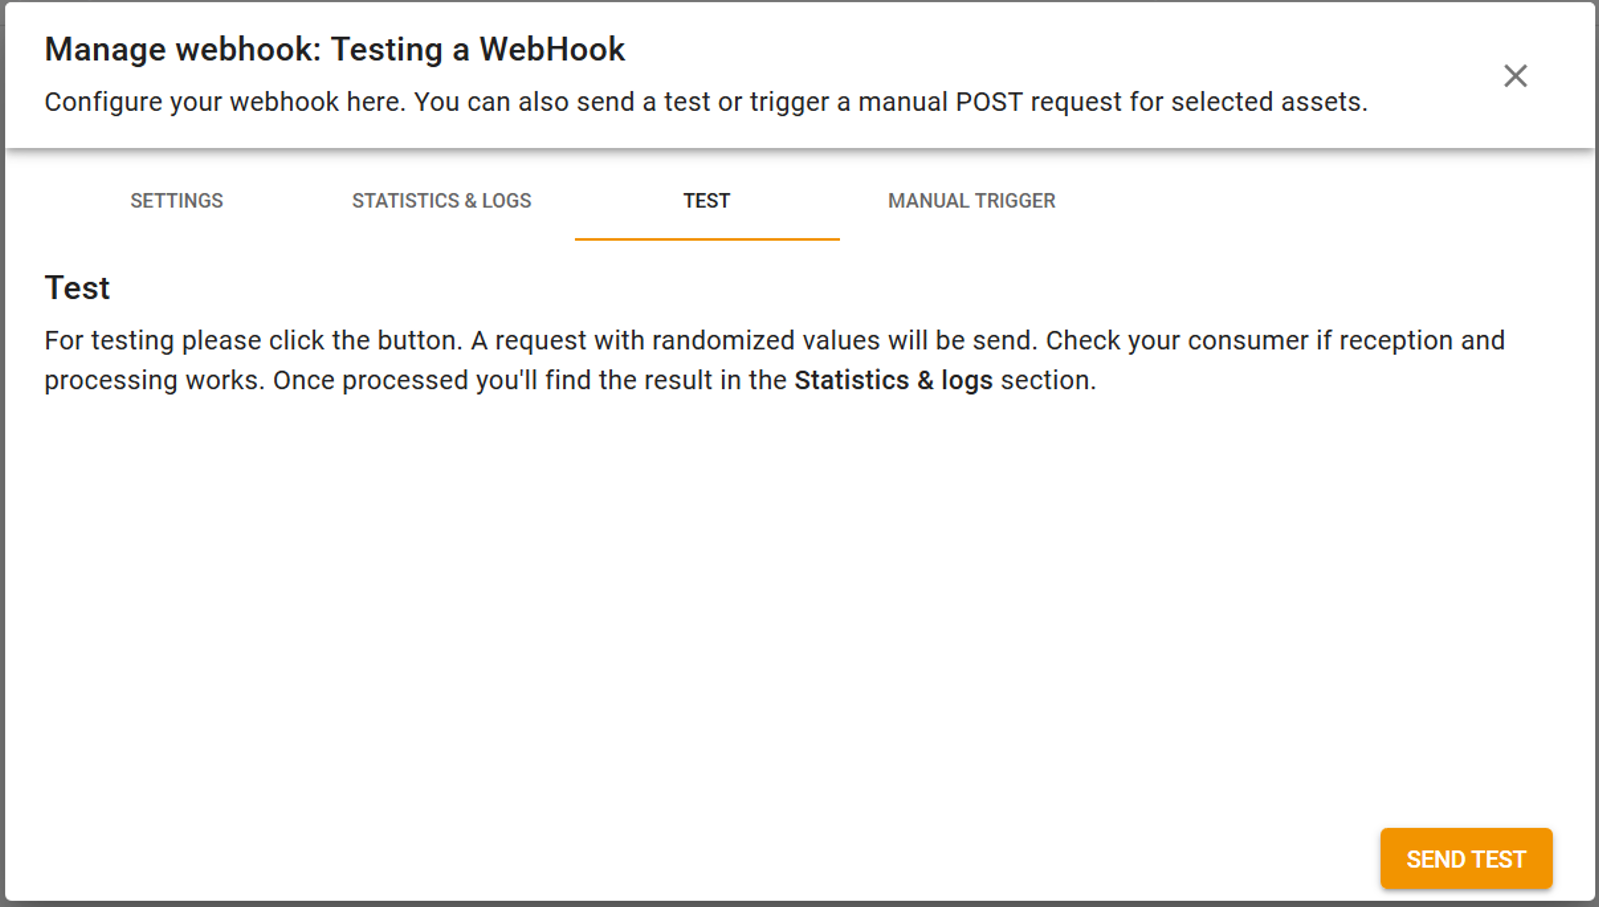 Manage webhook: Testing a WebHook
Configure your webhook here. You can also send a test or trigger a manual POST request for selected assets.
SETTINGS
STATISTICS & LOGS
TEST
MANUAL TRIGGER
Test
For testing please click the button. A request with randomized values will be send. Check your consumer if reception and
processing works. Once processed you'll find the result in the Statistics & logs section.
SEND TEST